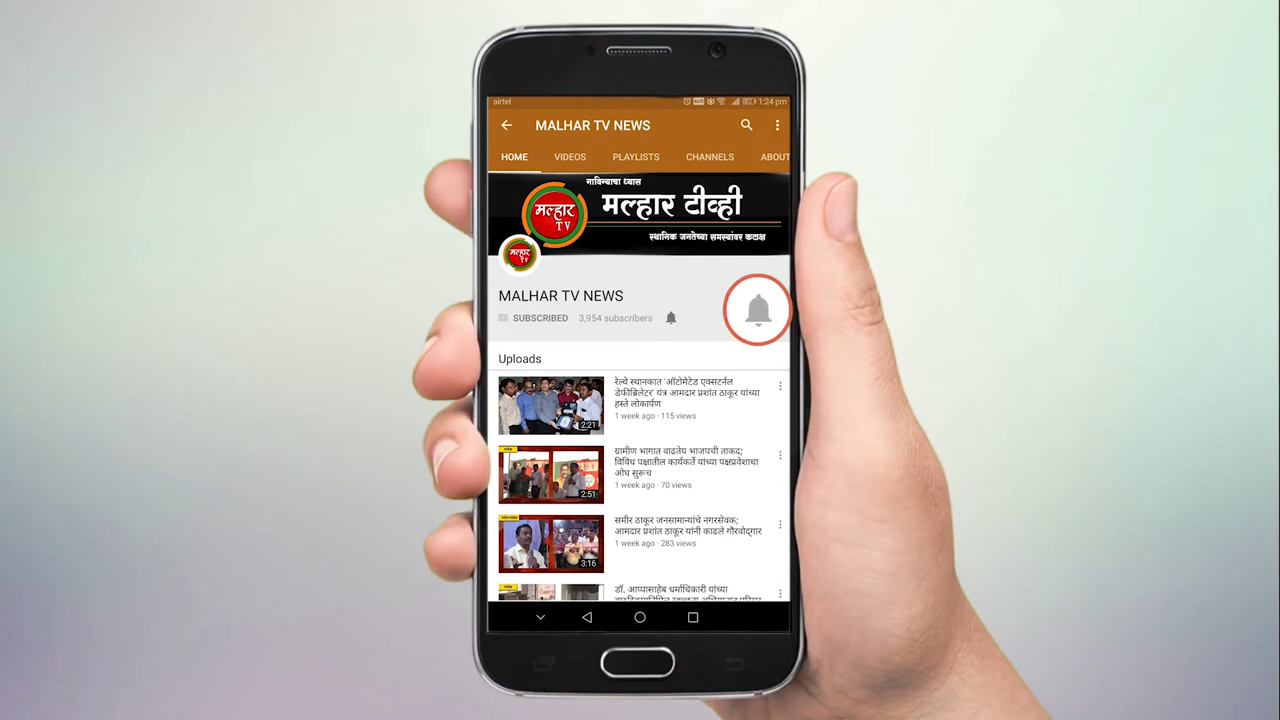 airtel 1:24 pm
MALHAR TV NEWS
HOME VIDEOS PLAYLISTS CHANNELS ABOUT
नाविन्याचा ध्यास
मल्हार टीव्ही
मल्हार
TV
स्थानिक जनतेच्या समस्यांवर कटाक्ष
मल्हार
TV
MALHAR TV NEWS
SUBSCRIBED 3,954 subscribers
Uploads
रेल्वे स्थानकात 'ऑटोमेटेड एक्सटर्नल
डेफीब्रिलेटर' यंत्र आमदार प्रशांत ठाकूर यांच्या
हस्ते लोकार्पण
1 week ago · 115 views
2:21
ग्रामीण भागात वाढतेय भाजपची ताकद;
विविध पक्षातील कार्यकर्ते यांच्या पक्षप्रवेशाचा
ओघ सुरूच
1 week ago · 70 views
2:51
समीर ठाकूर जनसामान्यांचे नगरसेवक;
आमदार प्रशांत ठाकूर यांनी काढले गौरवोद्गार
1 week ago · 283 views
3:16
डॉ. आप्पासाहेब धर्माधिकारी यांच्या